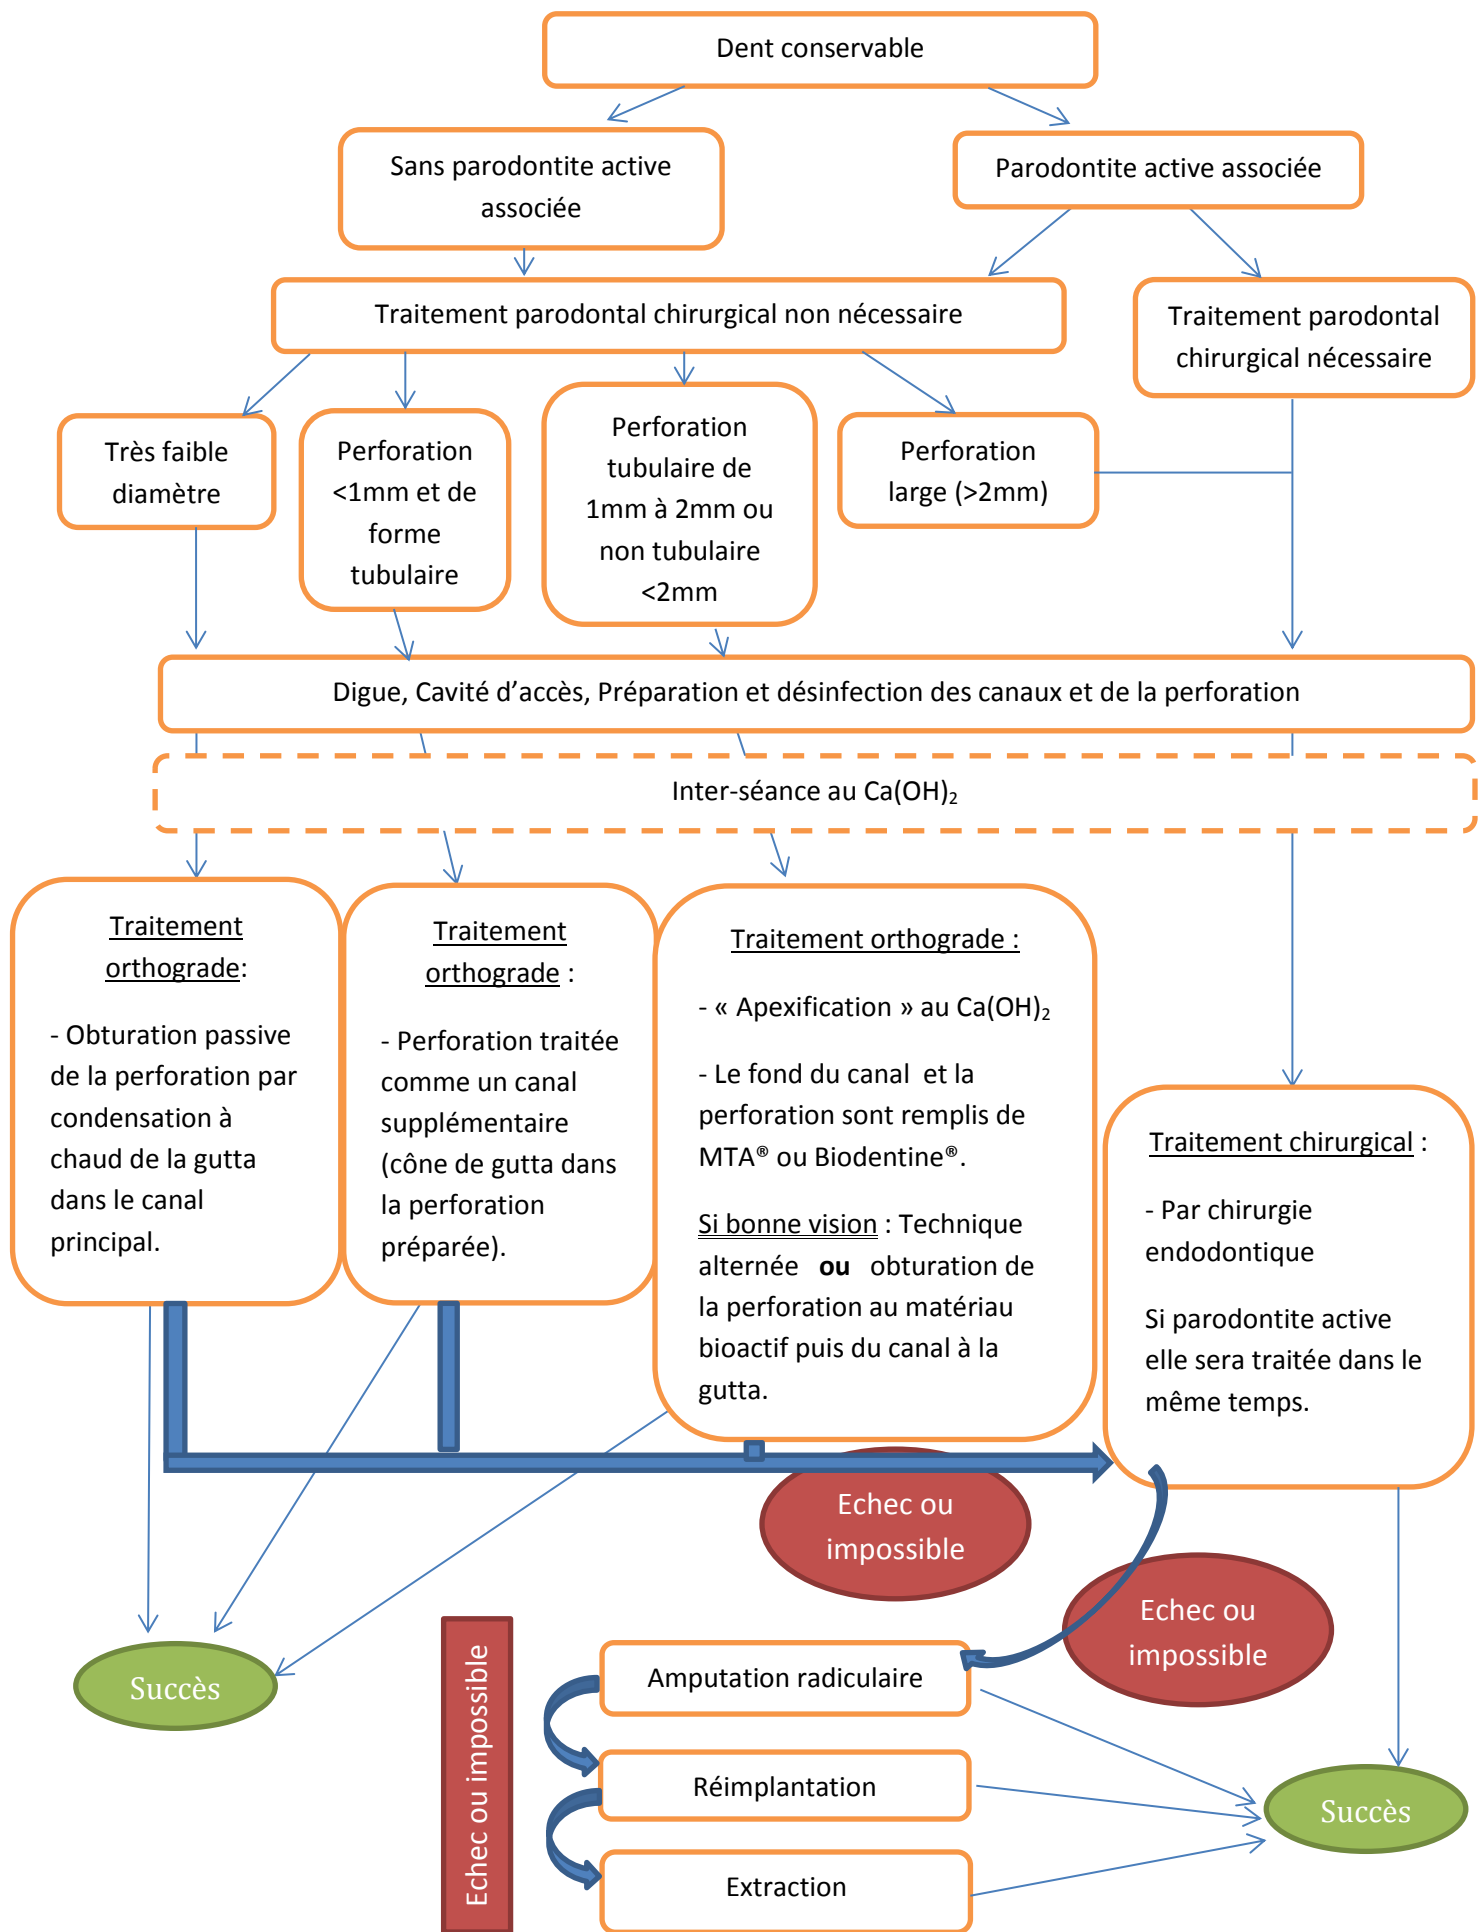 Dent conservable
Sans parodontite active
associée
Parodontite active associée
Traitement parodontal chirurgical non nécessaire
Traitement parodontal
chirurgical nécessaire
Très faible
diamètre
Perforation
<1mm et de
forme
tubulaire
Perforation
tubulaire de
1mm à 2mm ou
non tubulaire
<2mm
Perforation
large (>2mm)
Digue, Cavité d’accès, Préparation et désinfection des canaux et de la perforation
Inter-séance au Ca(OH)₂
Traitement
orthograde:
- Obturation passive
de la perforation par
condensation à
chaud de la gutta
dans le canal
principal.
Traitement
orthograde :
- Perforation traitée
comme un canal
supplémentaire
(cône de gutta dans
la perforation
préparée).
Traitement orthograde :
- « Apexification » au Ca(OH)₂
- Le fond du canal et la
perforation sont remplis de
MTA® ou Biodentine®.
Si bonne vision : Technique
alternée ou obturation de
la perforation au matériau
bioactif puis du canal à la
gutta.
Traitement chirurgical :
- Par chirurgie
endodontique
Si parodontite active
elle sera traitée dans le
même temps.
Echec ou
impossible
Echec ou
impossible
Succès
Echec ou impossible
Amputation radiculaire
Réimplantation
Extraction
Succès